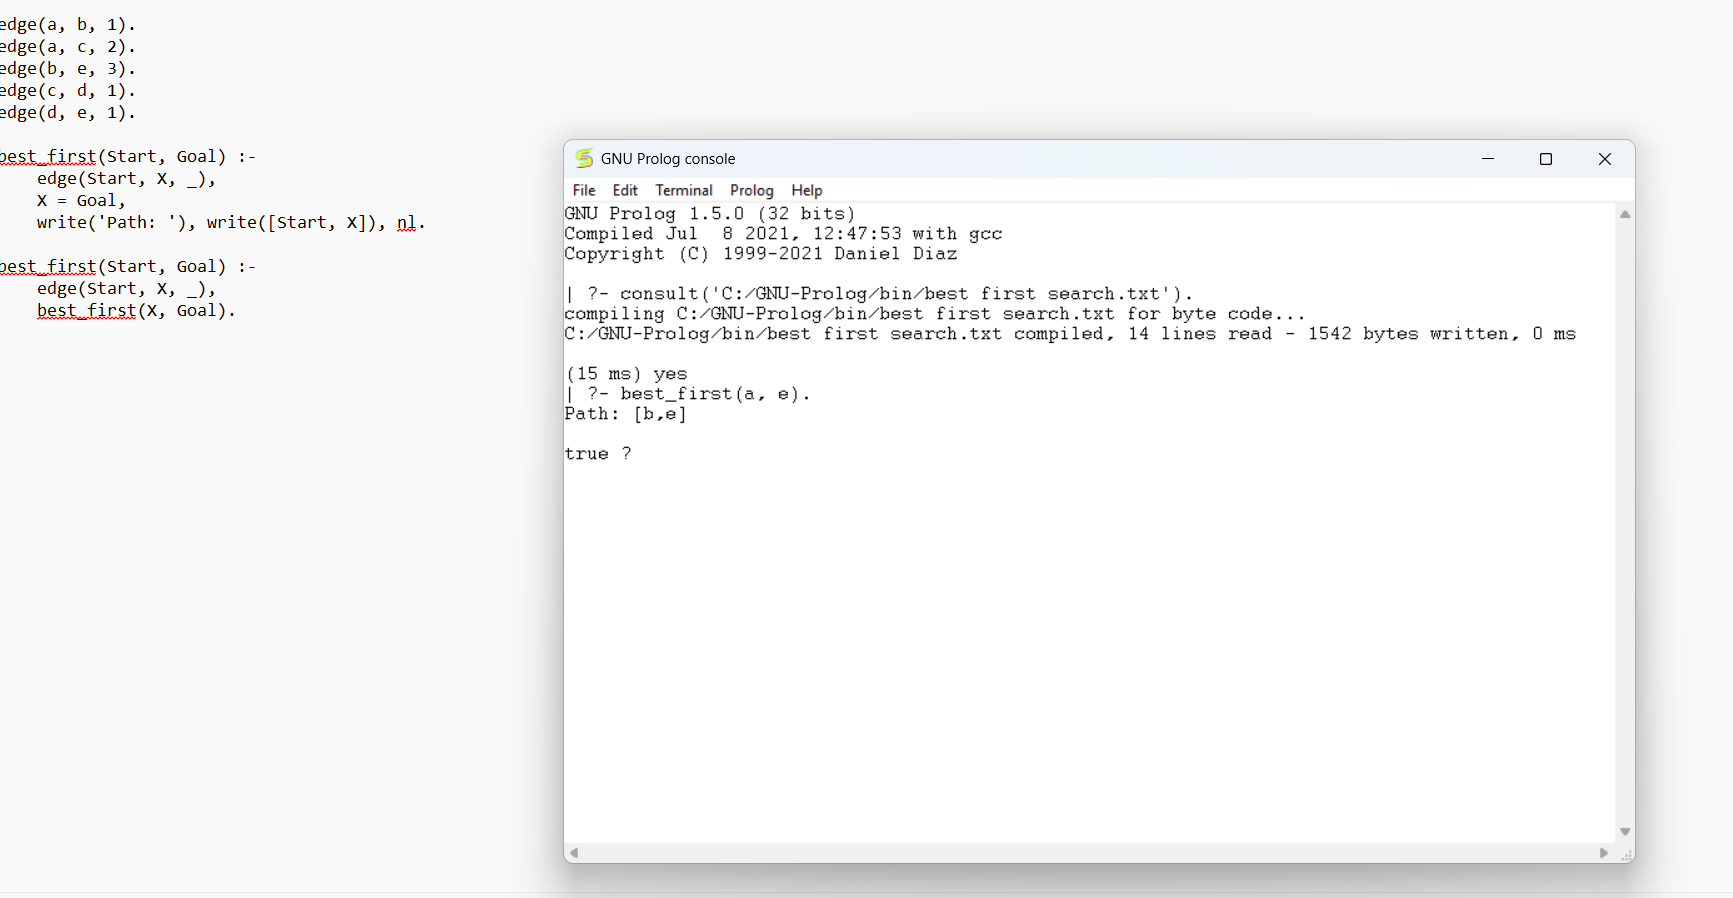 edge(a, b, 1).
edge(a, c, 2).
edge(b, e, 3).
edge(c, d, 1).
edge(d, e, 1).
best_first(Start, Goal) :-
    edge(Start, X, _),
    X = Goal,
    write('Path: '), write([Start, X]), nl.
best_first(Start, Goal) :-
    edge(Start, X, _),
    best_first(X, Goal).
GNU Prolog console
File Edit Terminal Prolog Help
GNU Prolog 1.5.0 (32 bits)
Compiled Jul  8 2021, 12:47:53 with gcc
Copyright (C) 1999-2021 Daniel Diaz
| ?- consult('C:/GNU-Prolog/bin/best first search.txt').
compiling C:/GNU-Prolog/bin/best first search.txt for byte code...
C:/GNU-Prolog/bin/best first search.txt compiled, 14 lines read - 1542 bytes written, 0 ms
(15 ms) yes
| ?- best_first(a, e).
Path: [b,e]
true ?